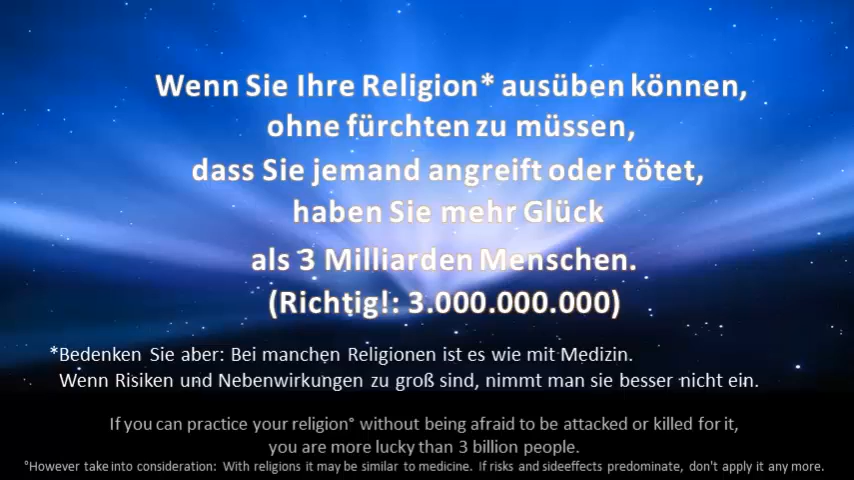 Wenn Sie Ihre Religion* ausüben können,
ohne fürchten zu müssen,
dass Sie jemand angreift oder tötet,
haben Sie mehr Glück
als 3 Milliarden Menschen.
(Richtig!: 3.000.000.000)
*Bedenken Sie aber: Bei manchen Religionen ist es wie mit Medizin.
Wenn Risiken und Nebenwirkungen zu groß sind, nimmt man sie besser nicht ein.
If you can practice your religion° without being afraid to be attacked or killed for it,
you are more lucky than 3 billion people.
°However take into consideration: With religions it may be similar to medicine. If risks and sideeffects predominate, don't apply it any more.